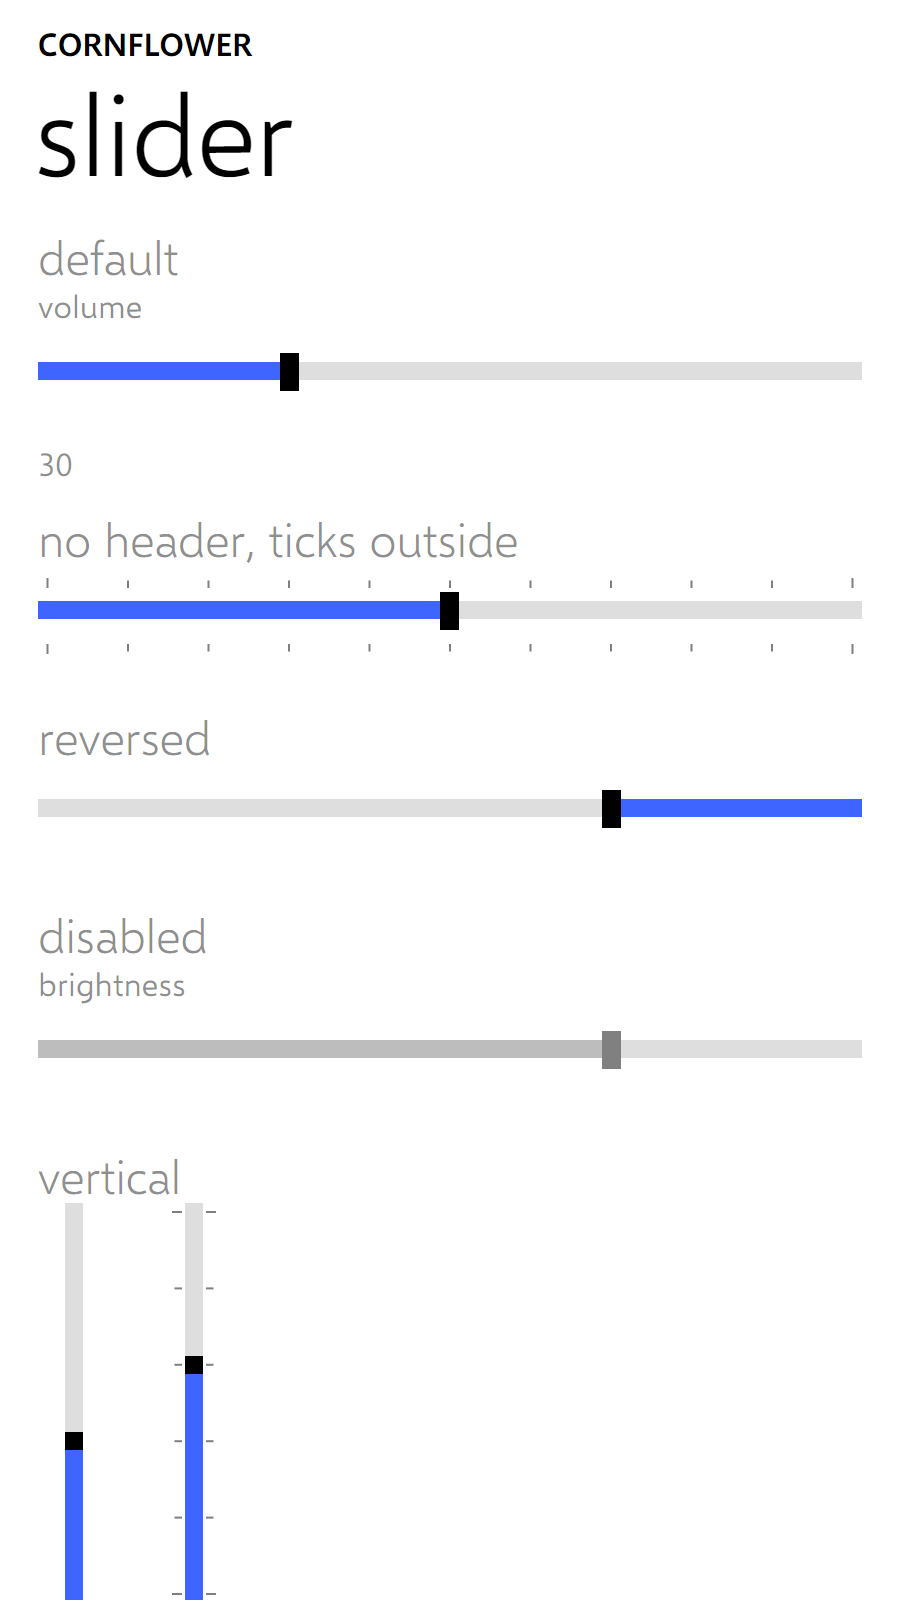 CORNFLOWER
slider
default
volume
30
no header, ticks outside
reversed
disabled
brightness
vertical